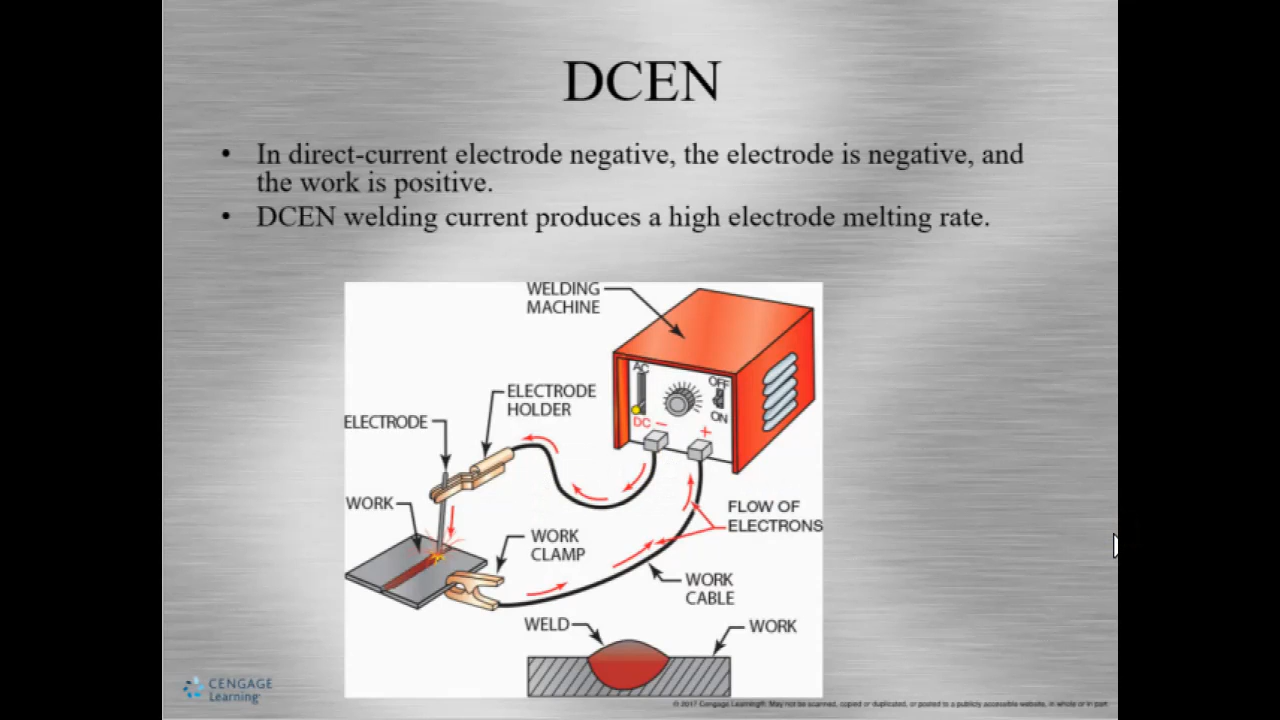 DCEN
• In direct-current electrode negative, the electrode is negative, and
the work is positive.
• DCEN welding current produces a high electrode melting rate.
WELDING
MACHINE
AC
OFF
ON
DC − +
ELECTRODE
HOLDER
ELECTRODE
WORK
FLOW OF
ELECTRONS
WORK
CLAMP
WORK
CABLE
WELD
WORK
CENGAGE
Learning®
© 2017 Cengage Learning®. May not be scanned, copied or duplicated, or posted to a publicly accessible website, in whole or in part.